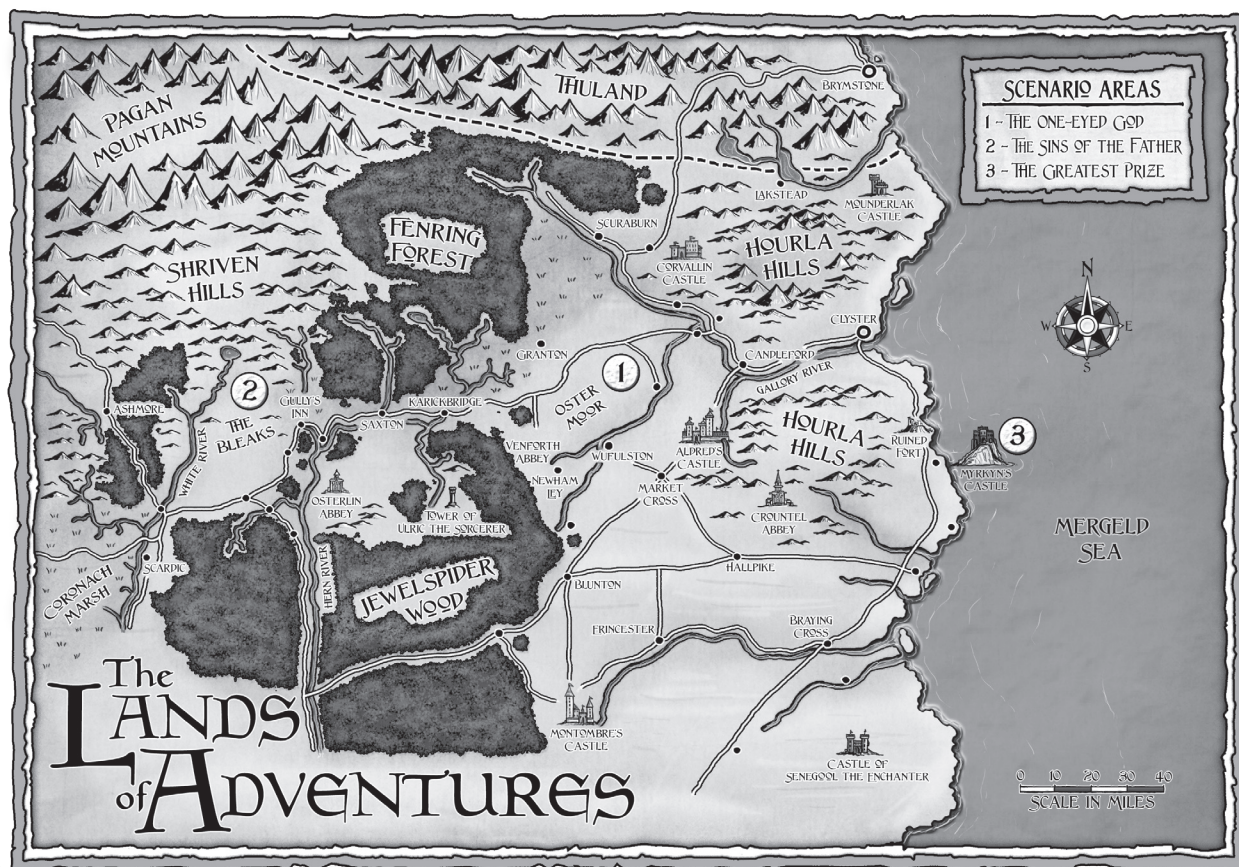 PAGAN
MOUNTAINS
THULAND
BRYMSTONE
SCENARIO AREAS
1 - THE ONE-EYED GOD
2 - THE SINS OF THE FATHER
3 - THE GREATEST PRIZE
LAKSTEAD
MOUNDERLAK
CASTLE
FENRING
FOREST
SCURABURN
CORVALLIN
CASTLE
HOURLA
HILLS
SHRIVEN
HILLS
N
W
E
S
CLYSTER
GRANTON
CANDLEFORD
GALLORY RIVER
1
2
ASHMORE
WHITE RIVER
THE
BLEAKS
GULLY'S
INN
SAXTON
KARICKBRIDGE
OSTER
MOOR
HOURLA
HILLS
RUINED
FORT
3
MYRKYN'S
CASTLE
VENFORTH
ABBEY
WUFULSTON
ALDRED'S
CASTLE
NEWHAM
LEY
MARKET
CROSS
OSTERLIN
ABBEY
TOWER OF
ULRIC THE SORCERER
CROUNTEL
ABBEY
MERGELD
SEA
SCARPIC
CORONACH
MARSH
HERN RIVER
JEWELSPIDER
WOOD
BLUNTON
HALLPIKE
FRINCESTER
BRAYING
CROSS
MONTOMBRE'S
CASTLE
CASTLE OF
SENEGOOL THE ENCHANTER
The
LANDS
of ADVENTURES
0 10 20 30 40
SCALE IN MILES